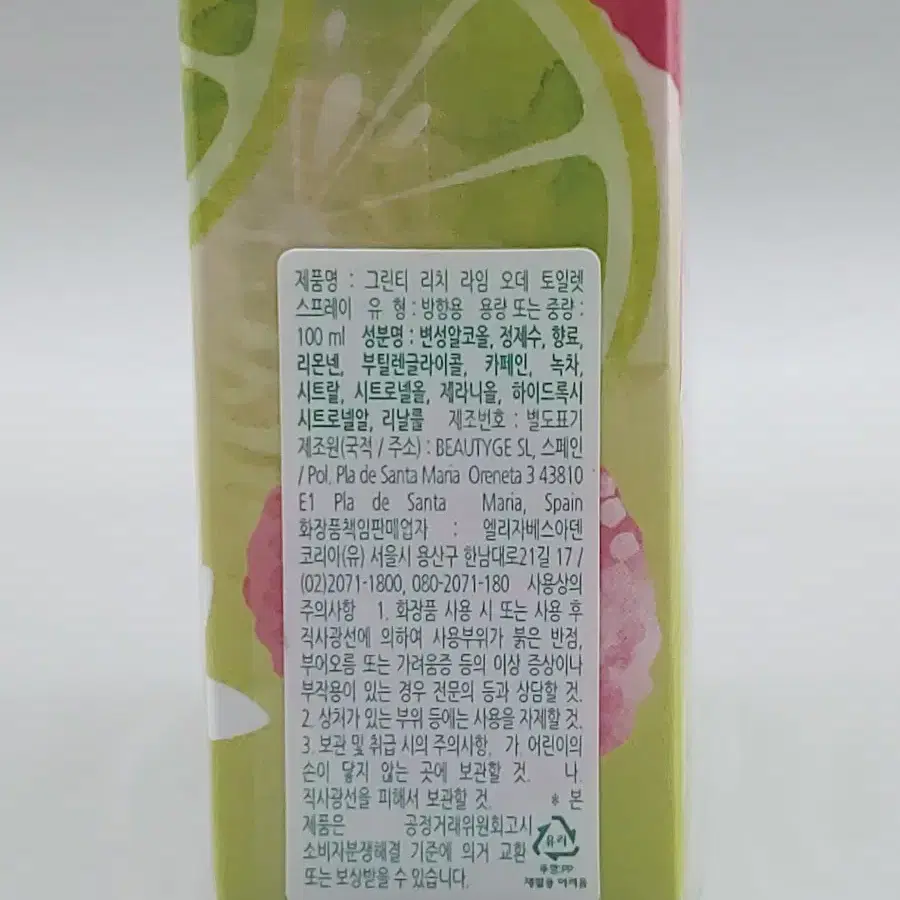 제품명 : 그린티 리치 라임 오데 토일렛
스프레이 유 형 : 방향용 용량 또는 중량 :
100 ml 성분명 : 변성알코올, 정제수, 향료,
리몬넨, 부틸렌글라이콜, 카페인, 녹차,
시트랄, 시트로넬올, 제라니올, 하이드록시
시트로넬알, 리날룰 제조번호 : 별도표기
제조원(국적 / 주소) : BEAUTYGE SL, 스페인
/ Pol. Pla de Santa Maria Oreneta 3 43810
E1 Pla de Santa Maria, Spain
화장품책임판매업자 : 엘리자베스아덴
코리아(유) 서울시 용산구 한남대로21길 17 /
(02)2071-1800, 080-2071-180 사용상의
주의사항 1. 화장품 사용 시 또는 사용 후
직사광선에 의하여 사용부위가 붉은 반점,
부어오름 또는 가려움증 등의 이상 증상이나
부작용이 있는 경우 전문의 등과 상담할 것.
2. 상처가 있는 부위 등에는 사용을 자제할 것.
3. 보관 및 취급 시의 주의사항, 가. 어린이의
손이 닿지 않는 곳에 보관할 것. 나.
직사광선을 피해서 보관할 것. * 본
제품은 공정거래위원회고시
소비자분쟁해결 기준에 의거 교환
또는 보상받을 수 있습니다.
유리
뚜껑:PP
재활용 어려움